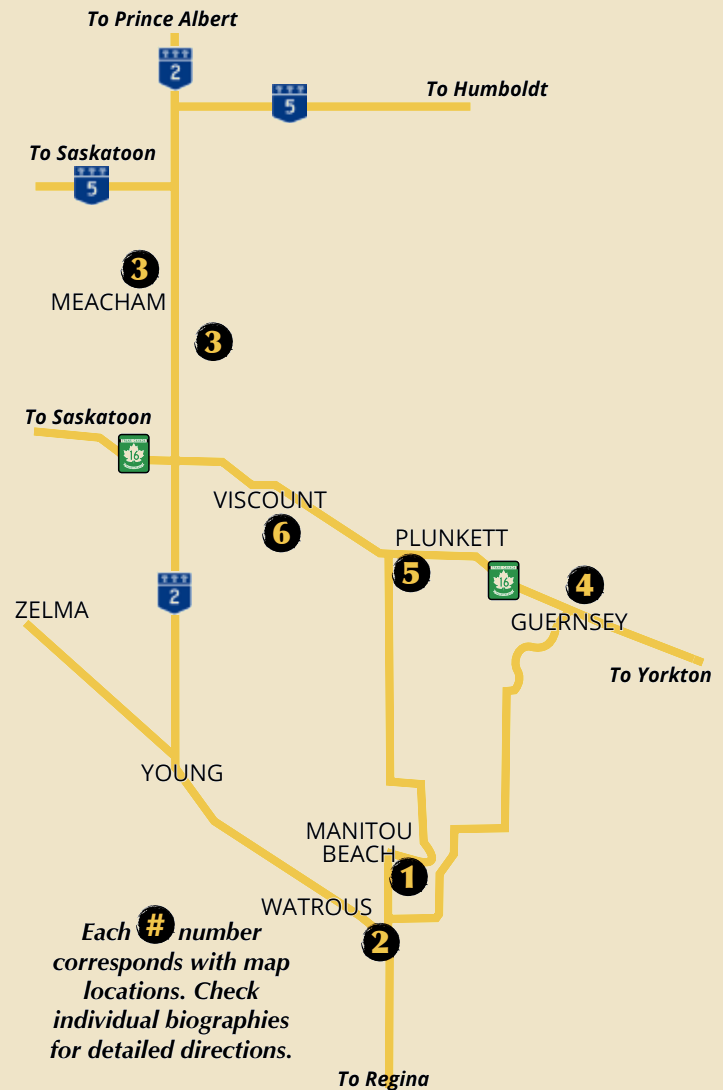 To Prince Albert
2
To Humboldt
5
To Saskatoon
5
3
MEACHAM
3
To Saskatoon
16
VISCOUNT
6
PLUNKETT
5
16
4
2
ZELMA
GUERNSEY
To Yorkton
YOUNG
MANITOU
BEACH
1
WATROUS
2
Each # number
corresponds with map
locations. Check
individual biographies
for detailed directions.
To Regina